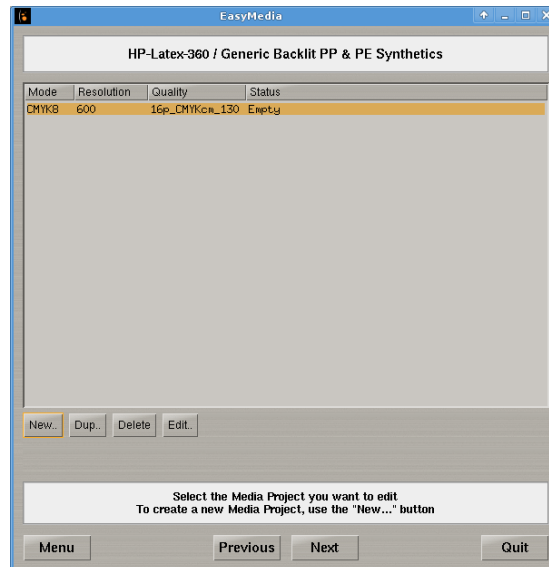 EasyMedia
HP-Latex-360 / Generic Backlit PP & PE Synthetics
Mode Resolution Quality Status
CMYK8 600 16p_CMYKcm_130 Empty
New.. Dup.. Delete Edit..
Select the Media Project you want to edit
To create a new Media Project, use the "New..." button
Menu Previous Next Quit